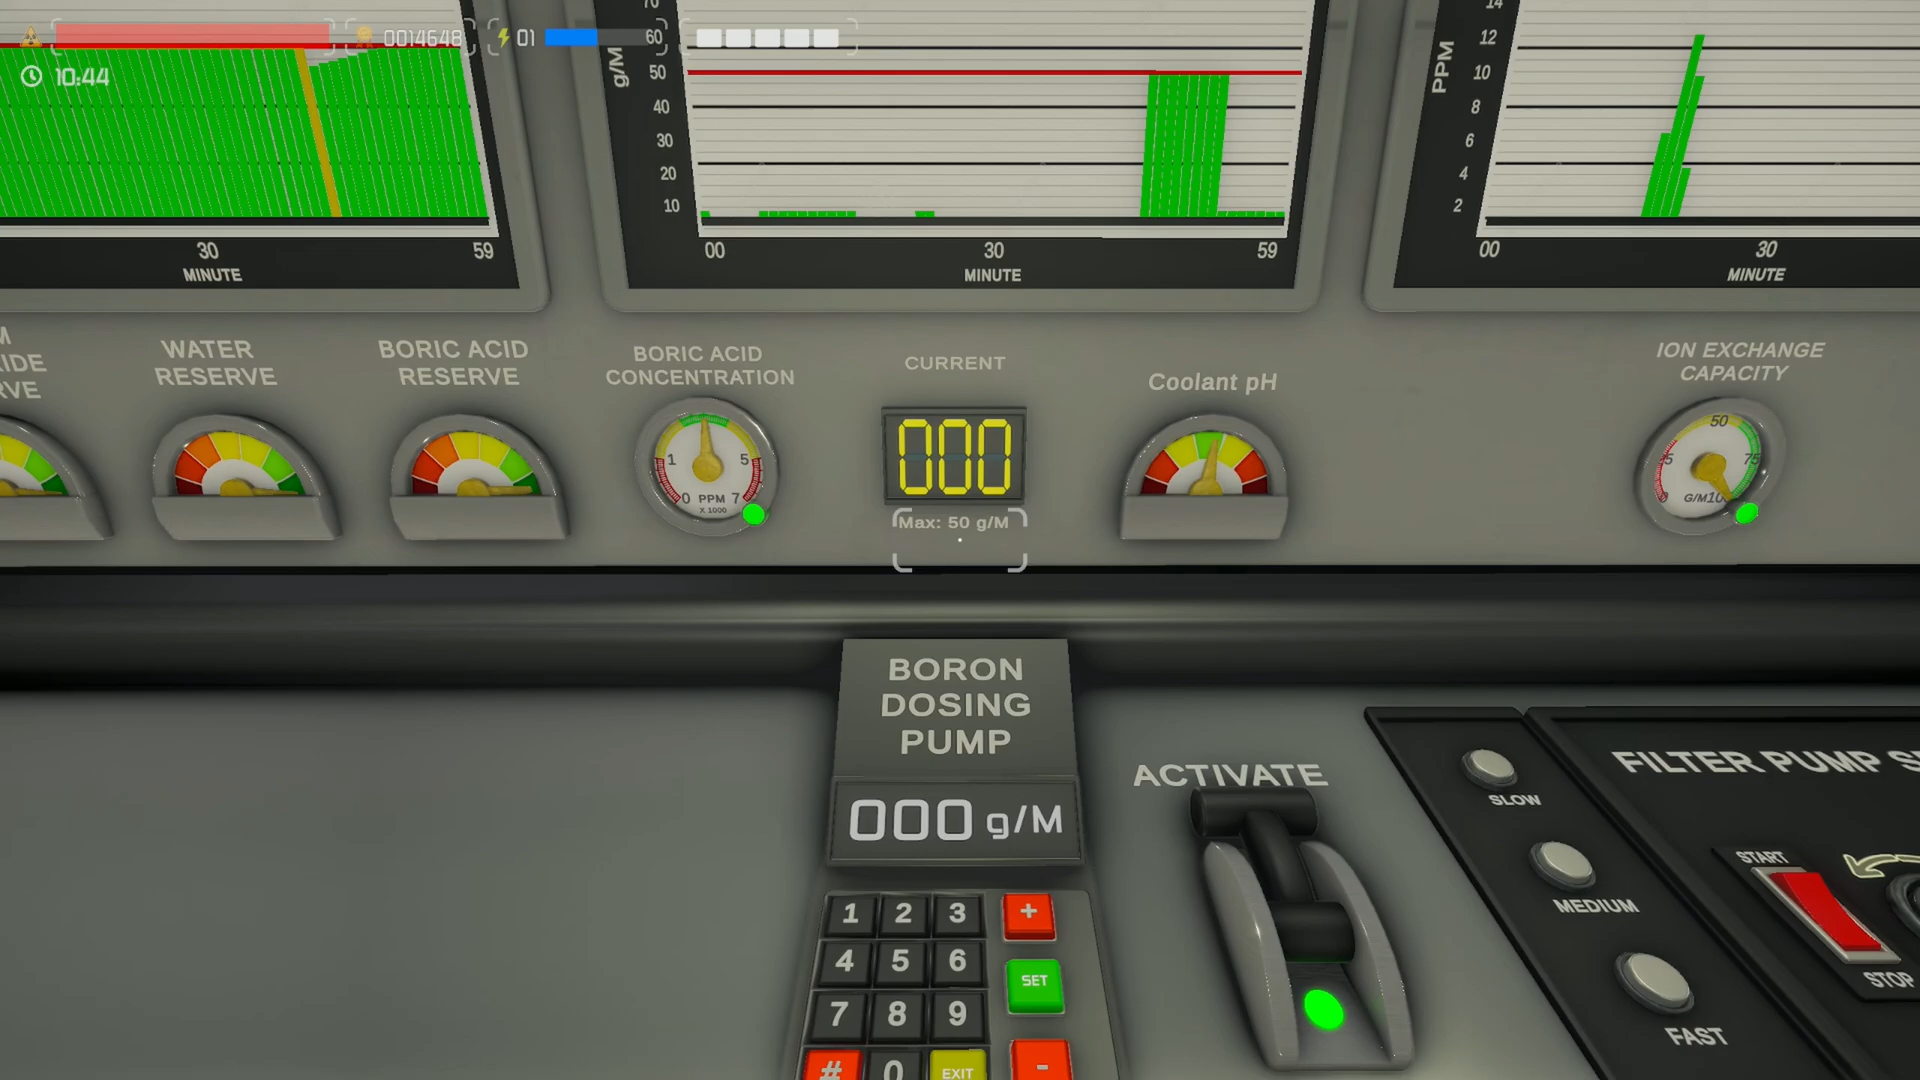 0014648
01
10:44
30
59
MINUTE
g/M
70
60
50
40
30
20
10
00
30
59
MINUTE
PPM
14
12
10
8
6
4
2
00
30
MINUTE
WATER
RESERVE
BORIC ACID
RESERVE
BORIC ACID
CONCENTRATION
1
5
0
PPM
7
X 1000
CURRENT
000
Max: 50 g/M
Coolant pH
ION EXCHANGE
CAPACITY
50
75
G/M
BORON
DOSING
PUMP
000 g/M
1
2
3
+
4
5
6
SET
7
8
9
#
0
EXIT
-
ACTIVATE
SLOW
MEDIUM
FAST
FILTER PUMP
START
STOP